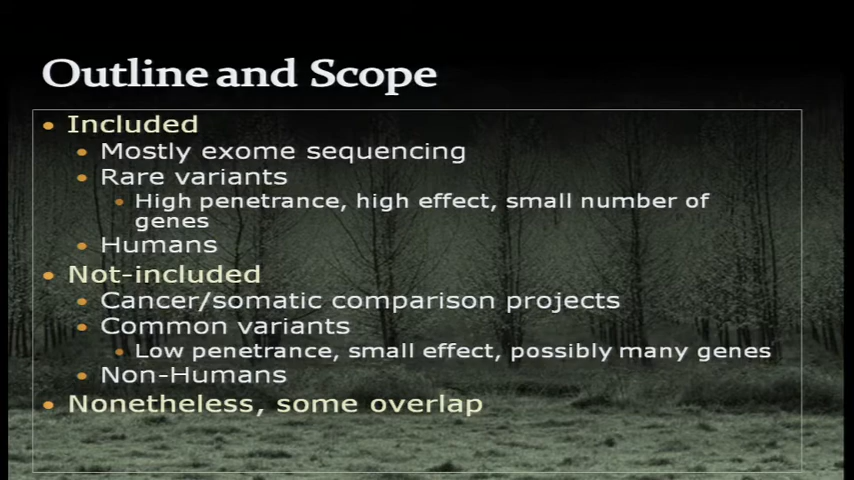 Outline and Scope
• Included
• Mostly exome sequencing
• Rare variants
• High penetrance, high effect, small number of
genes
• Humans
• Not-included
• Cancer/somatic comparison projects
• Common variants
• Low penetrance, small effect, possibly many genes
• Non-Humans
• Nonetheless, some overlap